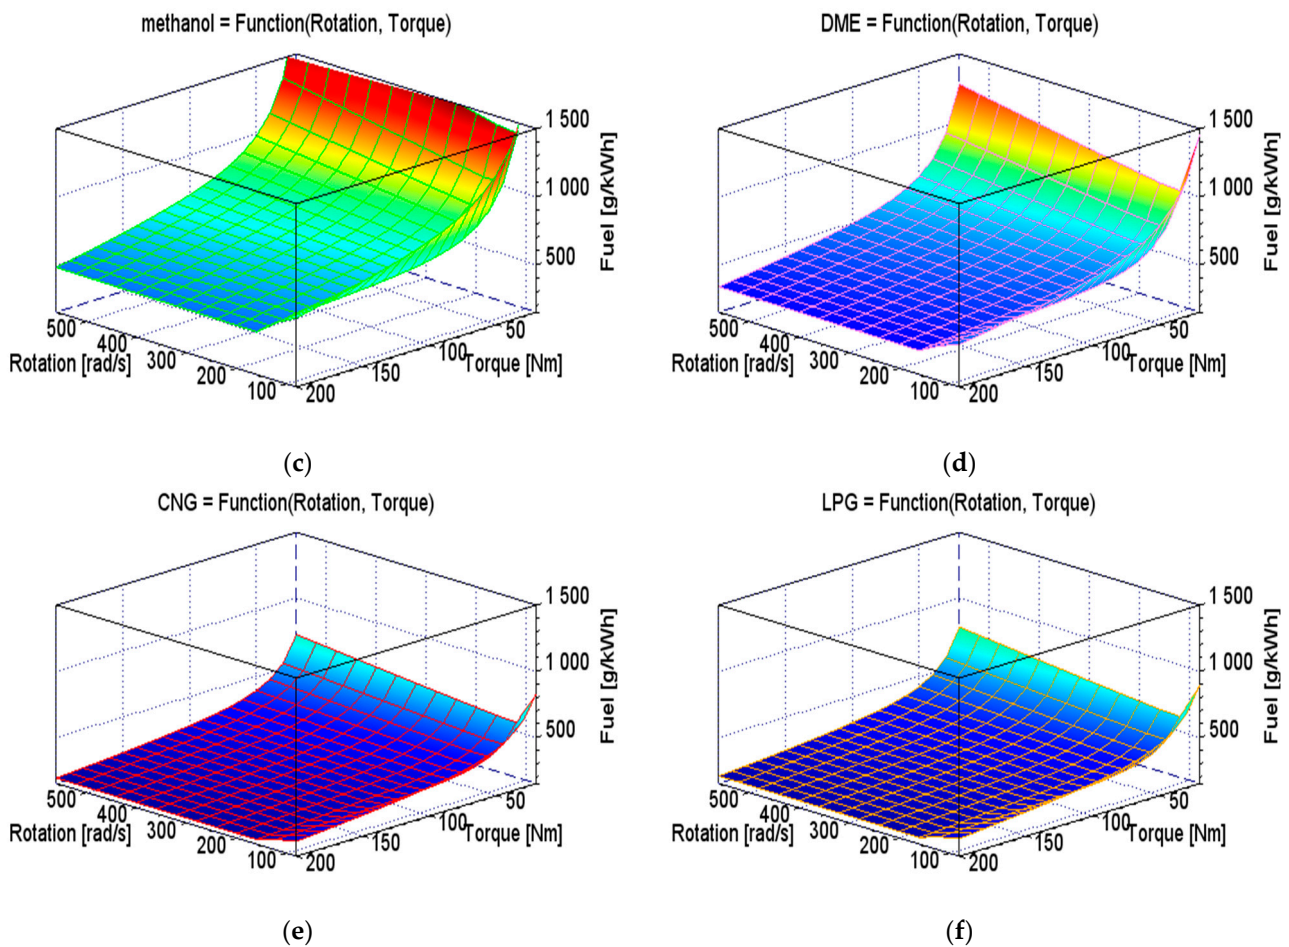 methanol = Function(Rotation, Torque)
1 500
1 000
500
Fuel [g/kWh]
500
400
300
200
100
Rotation [rad/s]
50
100
150
200
Torque [Nm]
(c)
DME = Function(Rotation, Torque)
1 500
1 000
500
Fuel [g/kWh]
500
400
300
200
100
Rotation [rad/s]
50
100
150
200
Torque [Nm]
(d)
CNG = Function(Rotation, Torque)
1 500
1 000
500
Fuel [g/kWh]
500
400
300
200
100
Rotation [rad/s]
50
100
150
200
Torque [Nm]
(e)
LPG = Function(Rotation, Torque)
1 500
1 000
500
Fuel [g/kWh]
500
400
300
200
100
Rotation [rad/s]
50
100
150
200
Torque [Nm]
(f)